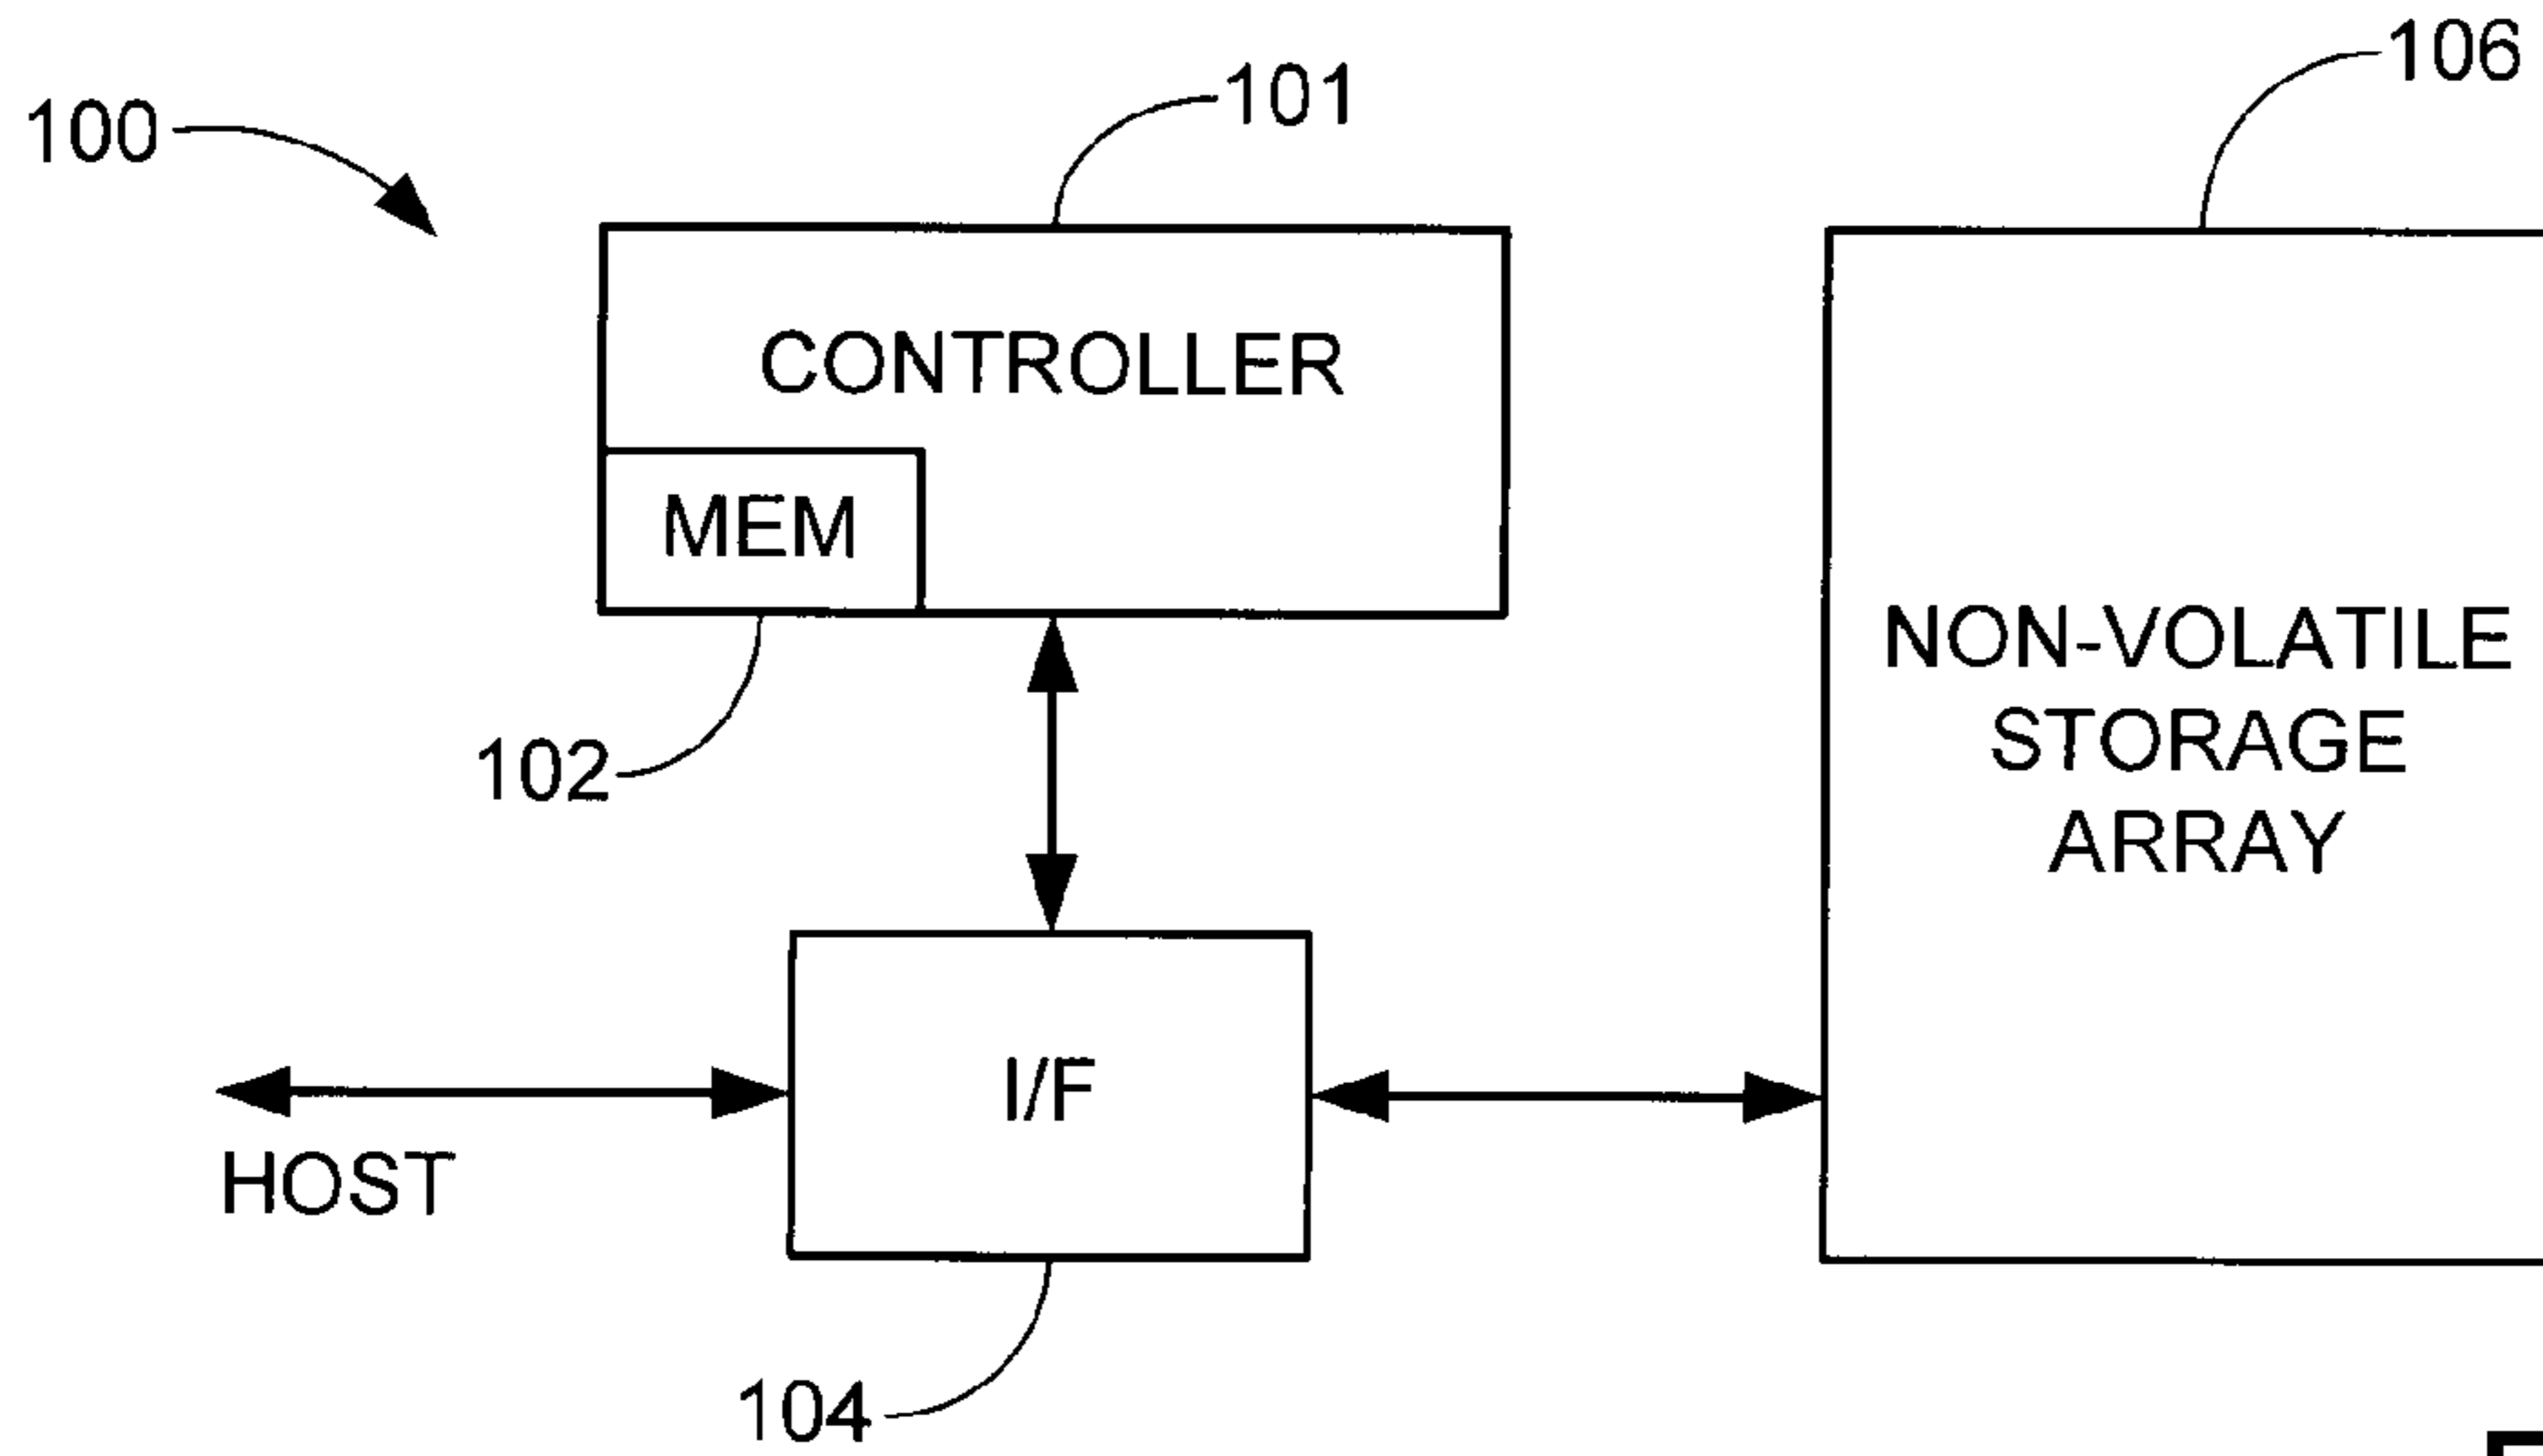 106
101
100
CONTROLLER
MEM
NON-VOLATILE
STORAGE
ARRAY
102
I/F
HOST
104